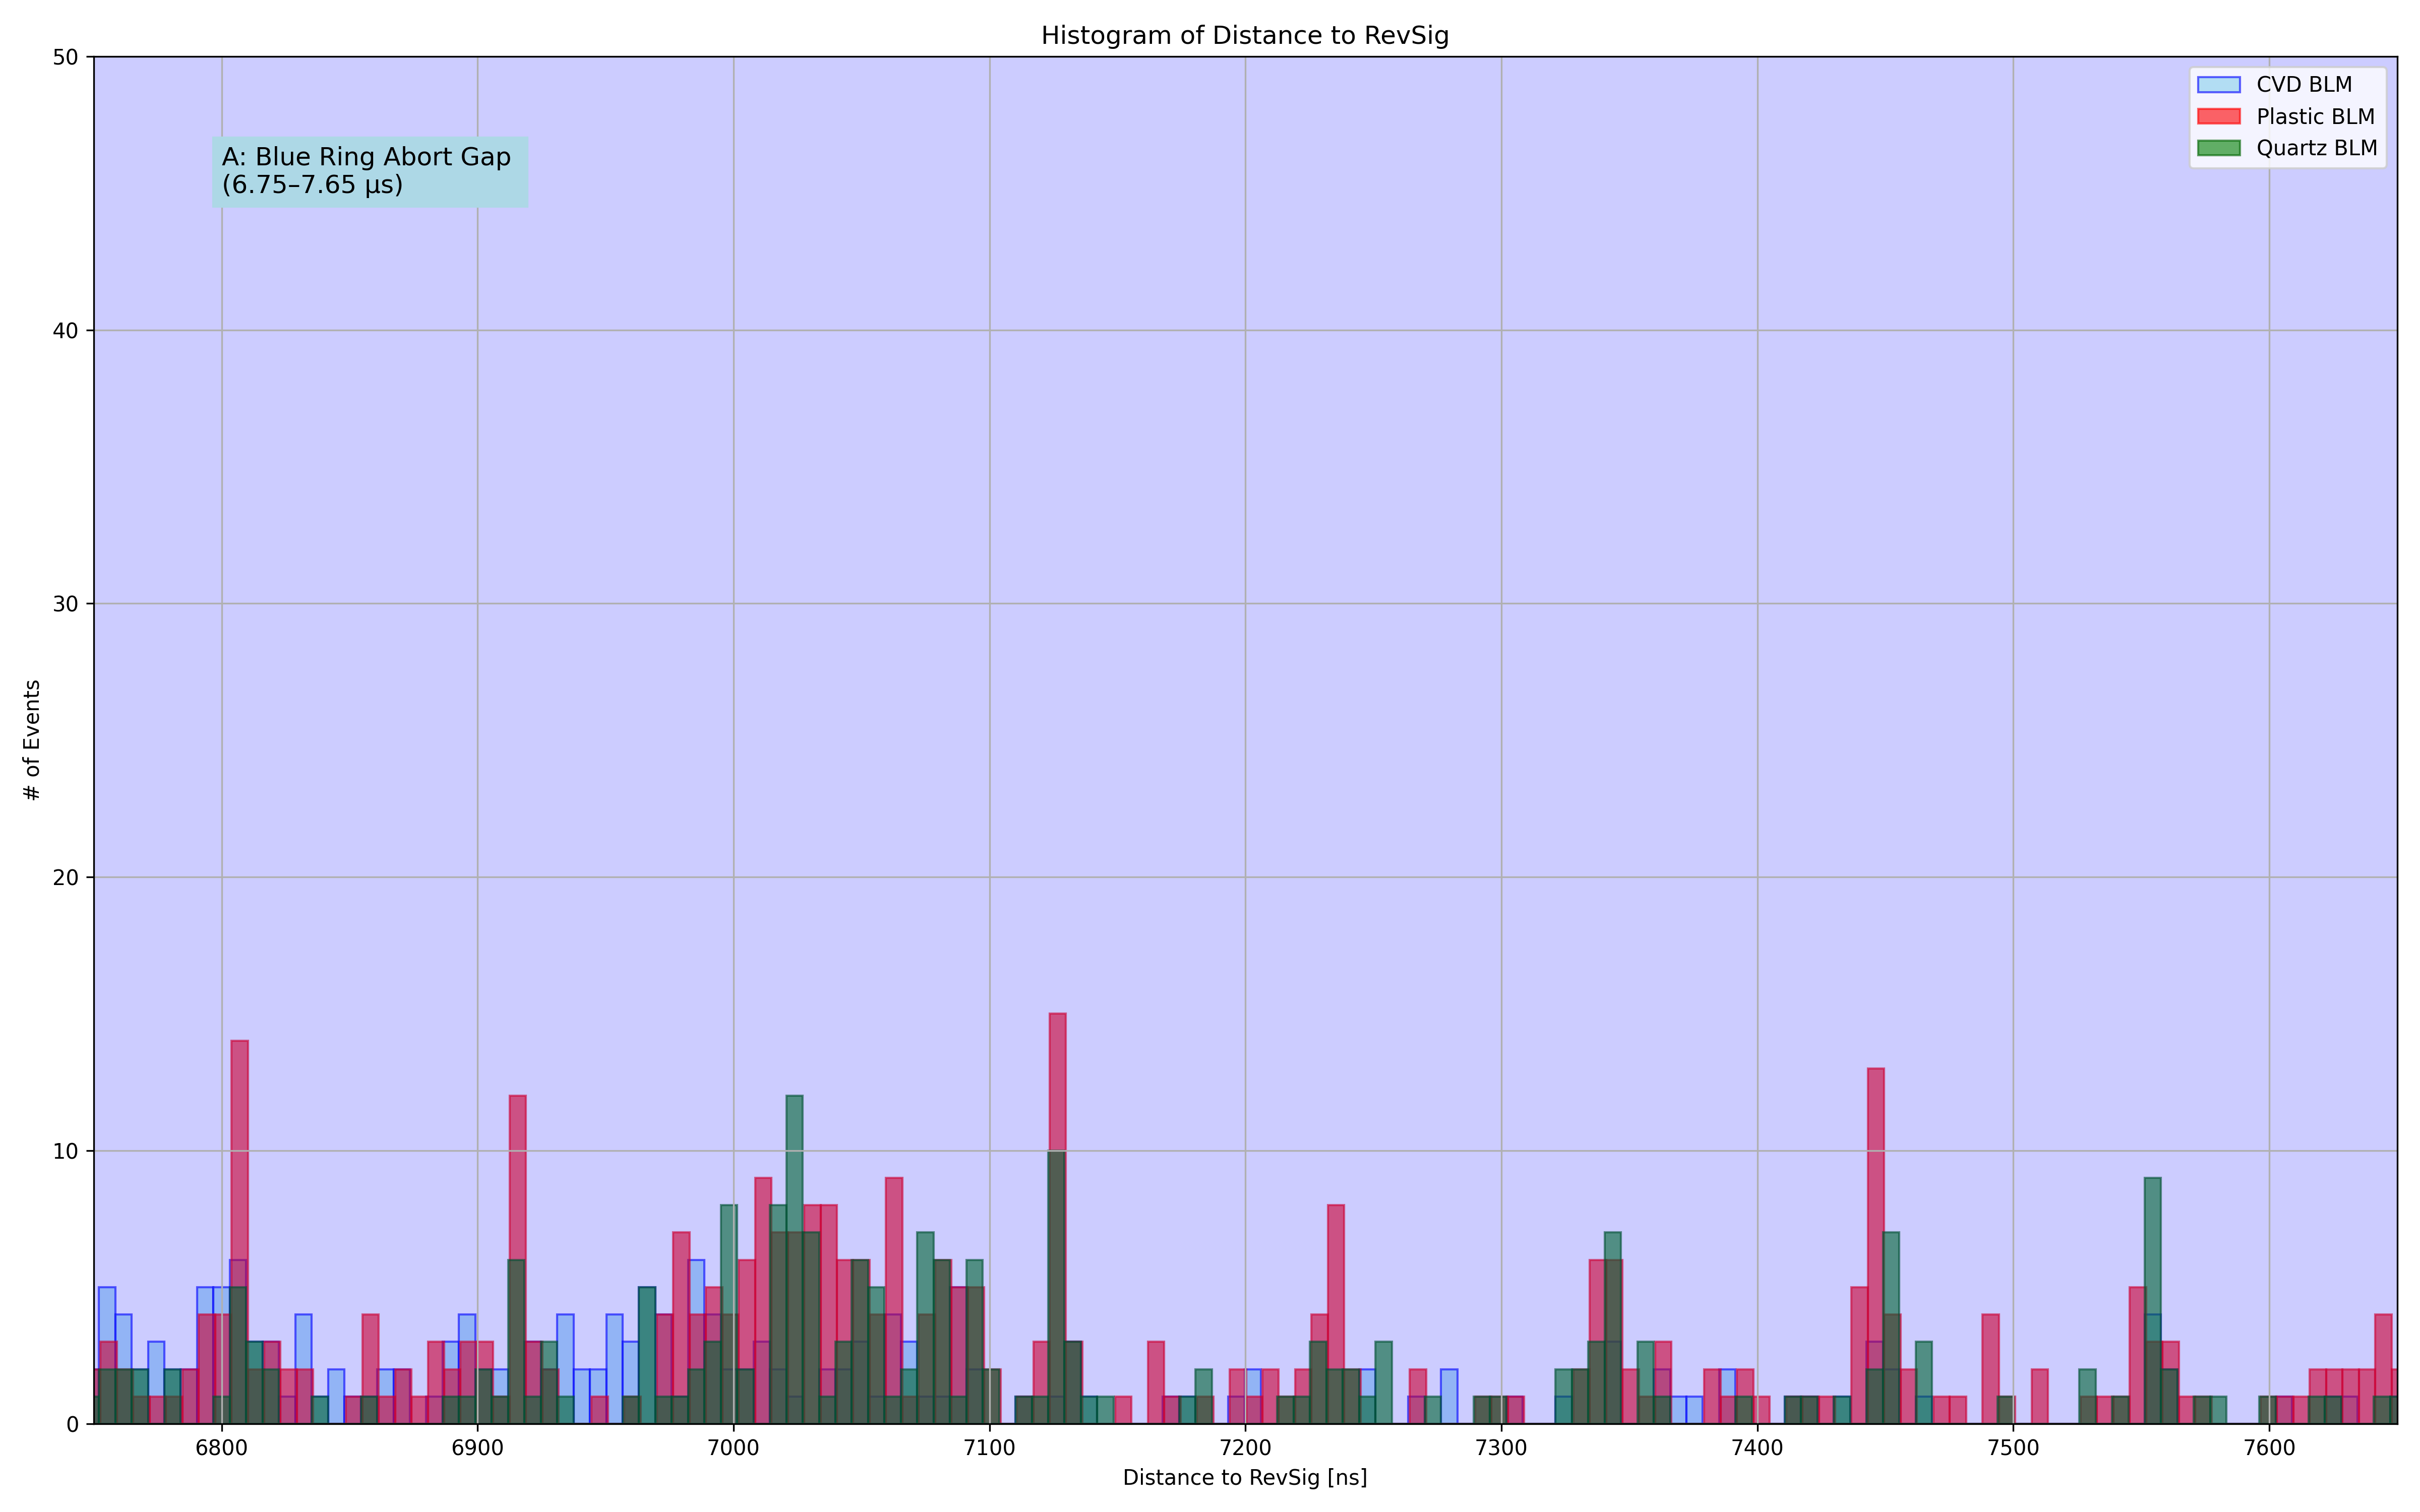 Histogram of Distance to RevSig
50
40
30
20
10
0
# of Events
A: Blue Ring Abort Gap
(6.75–7.65 µs)
CVD BLM
Plastic BLM
Quartz BLM
6800 6900 7000 7100 7200 7300 7400 7500 7600
Distance to RevSig [ns]